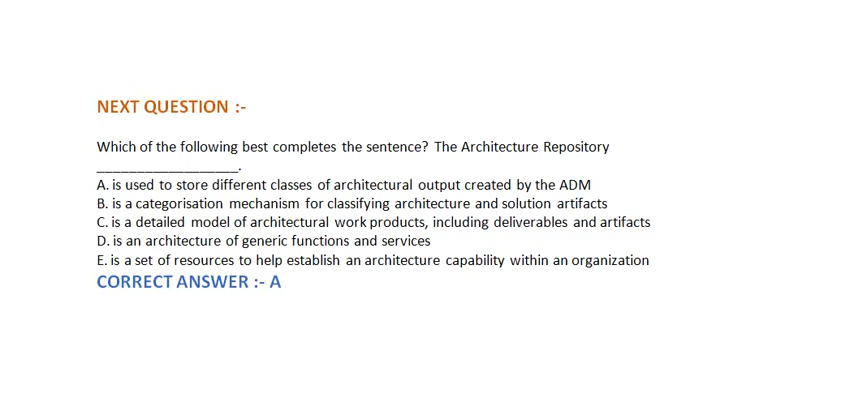 NEXT QUESTION :-
Which of the following best completes the sentence? The Architecture Repository
___________________.
A. is used to store different classes of architectural output created by the ADM
B. is a categorisation mechanism for classifying architecture and solution artifacts
C. is a detailed model of architectural work products, including deliverables and artifacts
D. is an architecture of generic functions and services
E. is a set of resources to help establish an architecture capability within an organization
CORRECT ANSWER :- A